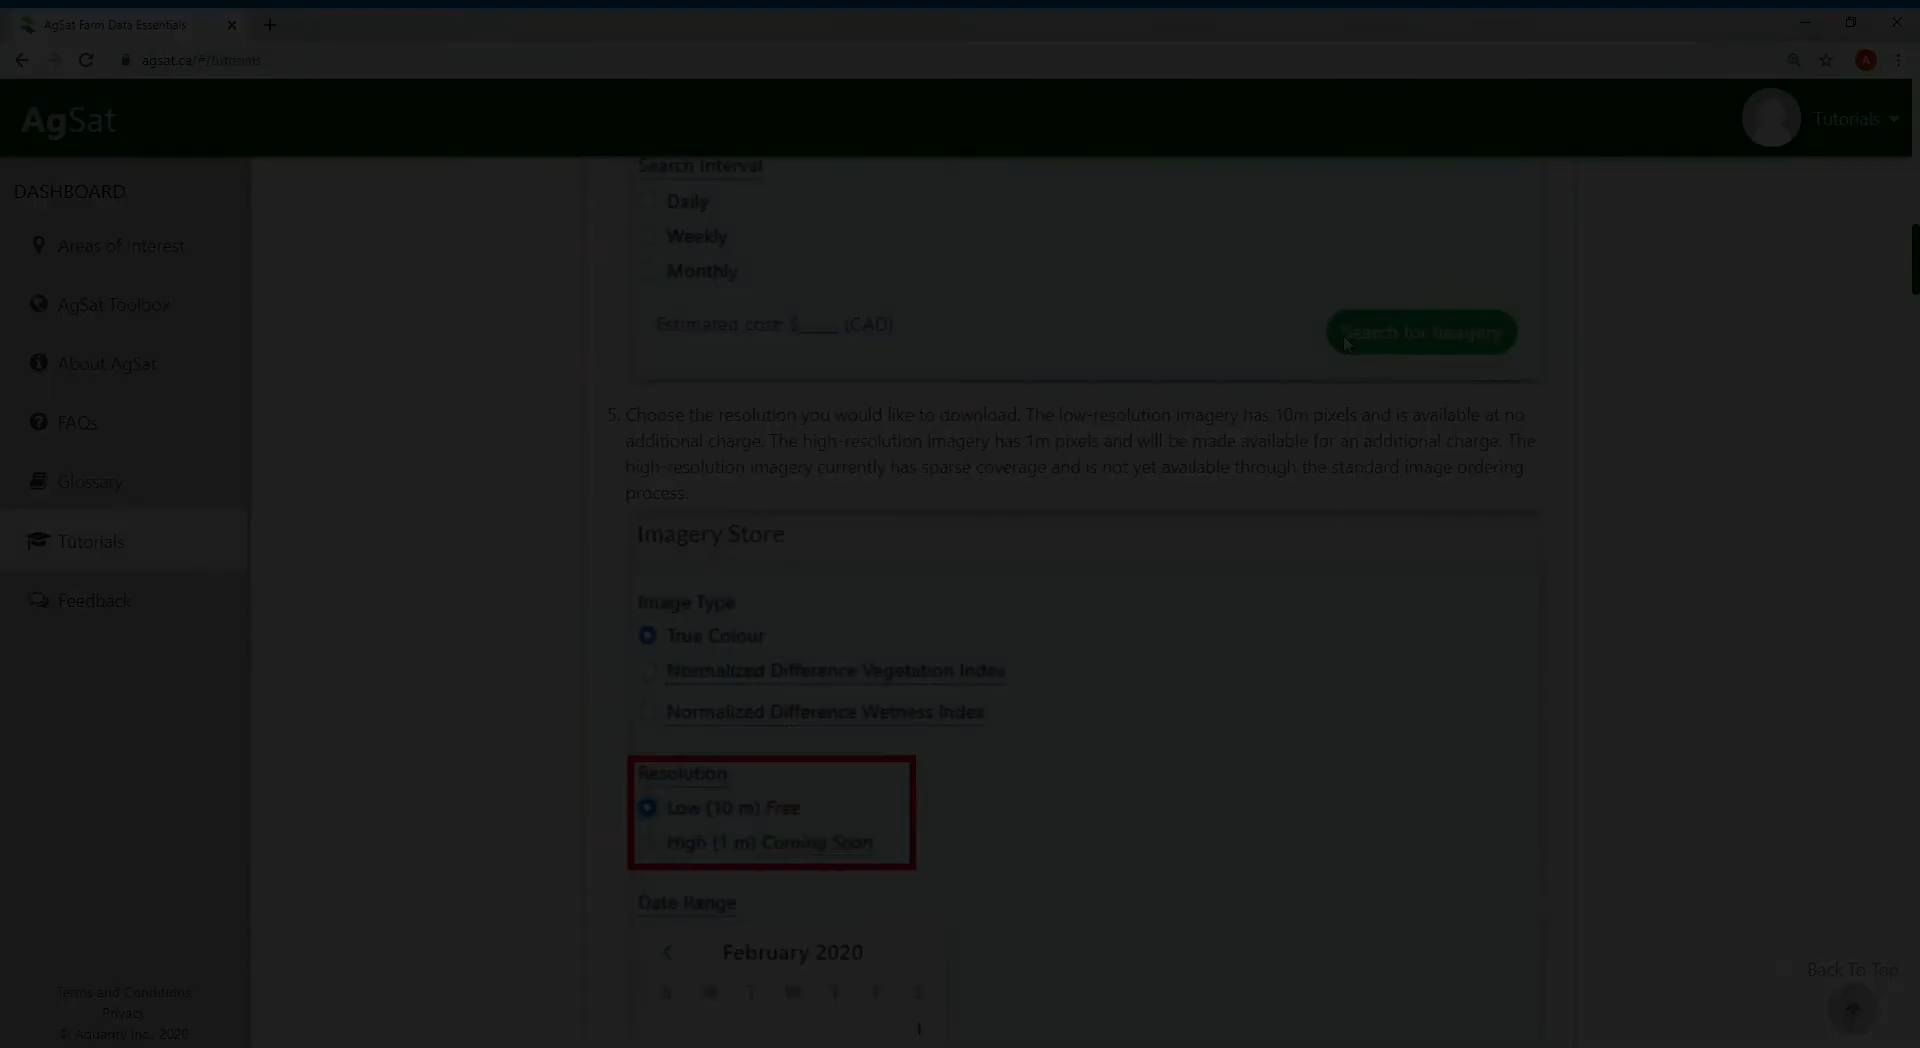 AgSat Farm Data Essentials
agsat.ca/#/tutorials
A
AgSat
Tutorials
DASHBOARD
Areas of Interest
AgSat Toolbox
About AgSat
FAQs
Glossary
Tutorials
Feedback
Terms and Conditions
Privacy
© Aquanty Inc., 2020
Search Interval
Daily
Weekly
Monthly
Estimated cost: $____ (CAD)
Search for Imagery
5. Choose the resolution you would like to download. The low-resolution imagery has 10m pixels and is available at no
additional charge. The high-resolution imagery has 1m pixels and will be made available for an additional charge. The
high-resolution imagery currently has sparse coverage and is not yet available through the standard image ordering
process.
Imagery Store
Image Type
True Colour
Normalized Difference Vegetation Index
Normalized Difference Wetness Index
Resolution
Low (10 m) Free
High (1 m) Coming Soon
Date Range
February 2020
S M T W T F S
1
Back To Top